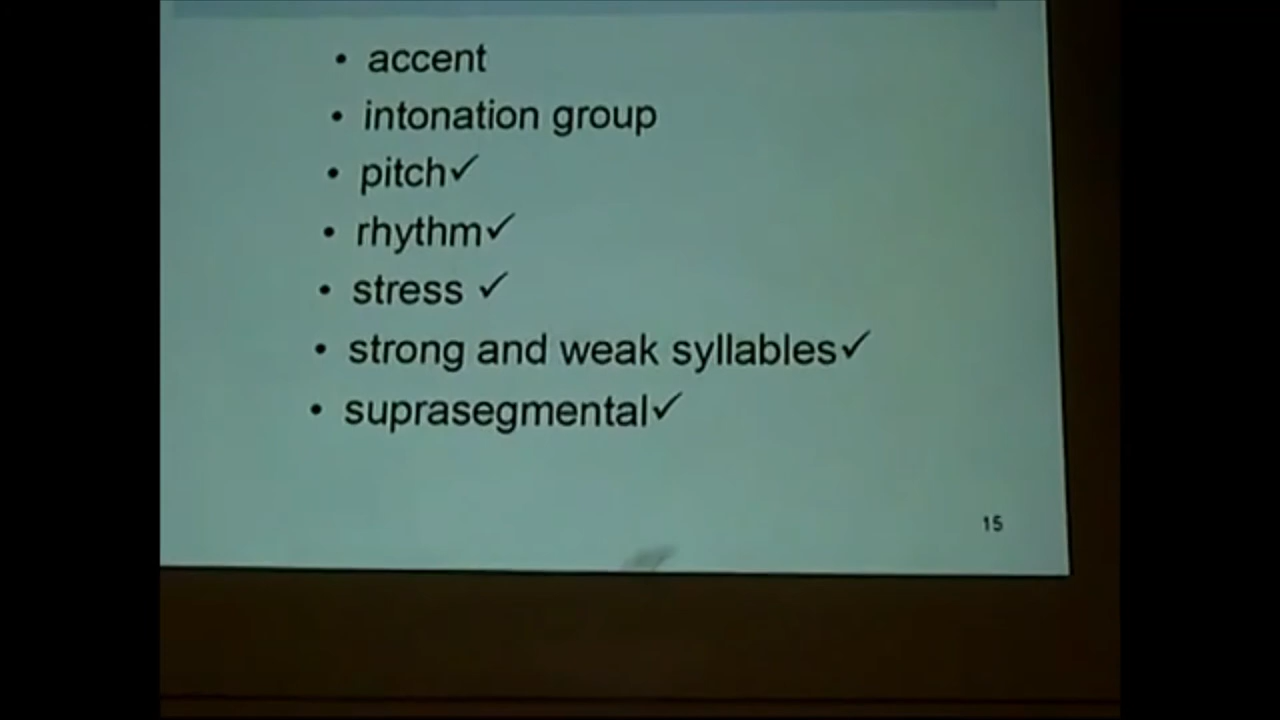 • accent
• intonation group
• pitch✓
• rhythm✓
• stress ✓
• strong and weak syllables✓
• suprasegmental✓
15